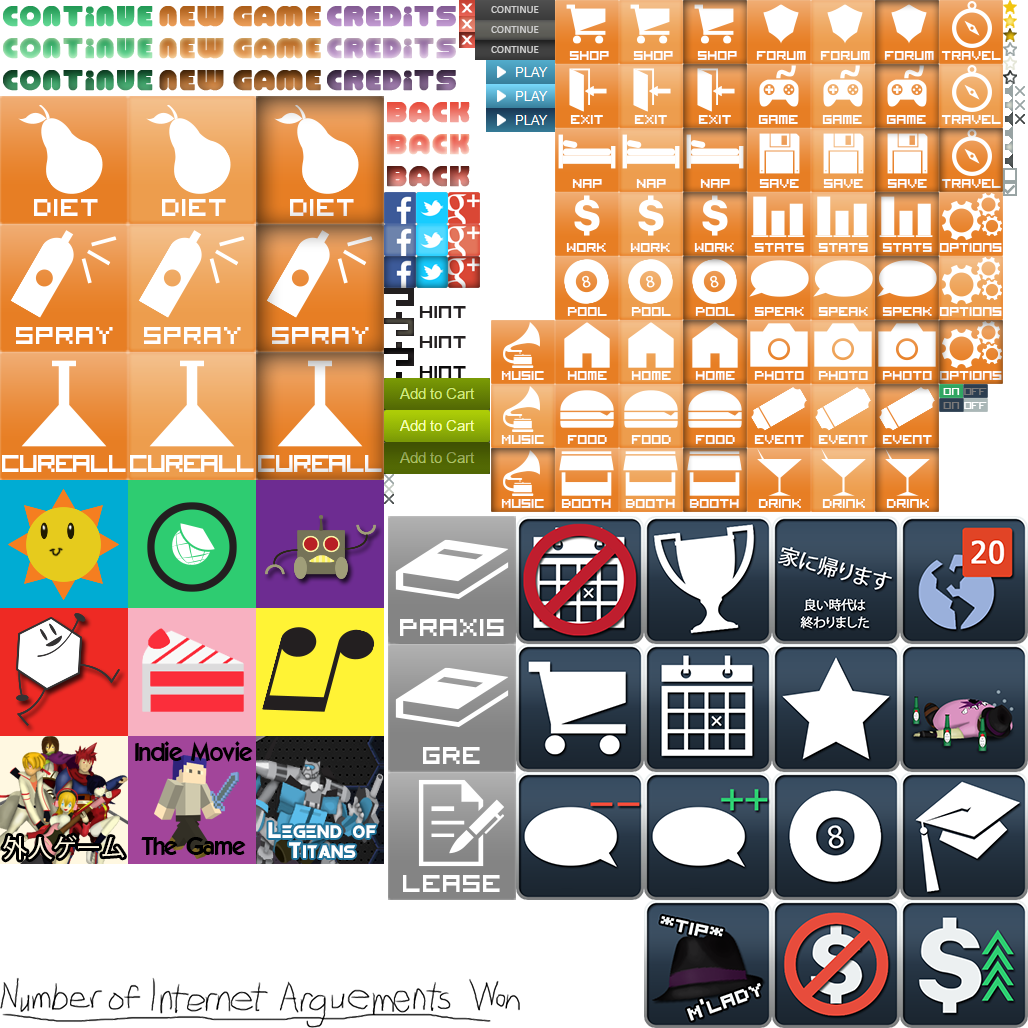 CONTiNUE NEW GAME CREDiTS
CONTiNUE NEW GAME CREDiTS
CONTiNUE NEW GAME CREDiTS
CONTINUE
CONTINUE
CONTINUE
PLAY
PLAY
PLAY
BACK
BACK
BACK
SHOP SHOP SHOP FORUM FORUM FORUM TRAVEL
EXIT EXIT EXIT GAME GAME GAME TRAVEL
NAP NAP NAP SAVE SAVE SAVE TRAVEL
WORK WORK WORK STATS STATS STATS OPTIONS
8 8 8
POOL POOL POOL SPEAK SPEAK SPEAK OPTIONS
MUSIC HOME HOME HOME PHOTO PHOTO PHOTO OPTIONS
MUSIC FOOD FOOD FOOD EVENT EVENT EVENT
MUSIC BOOTH BOOTH BOOTH DRINK DRINK DRINK
ON OFF
ON OFF
DIET DIET DIET
SPRAY SPRAY SPRAY
CUREALL CUREALL CUREALL
f g+
f g+
f g+
HINT
HINT
HINT
Add to Cart
Add to Cart
Add to Cart
PRAXIS
GRE
LEASE
家に帰ります
良い時代は
終わりました
20
8
外人ゲーム
Indie Movie
The Game
LEGEND OF
TITANS
*TIP*
M'LADY
$
$
Number of Internet Arguements Won